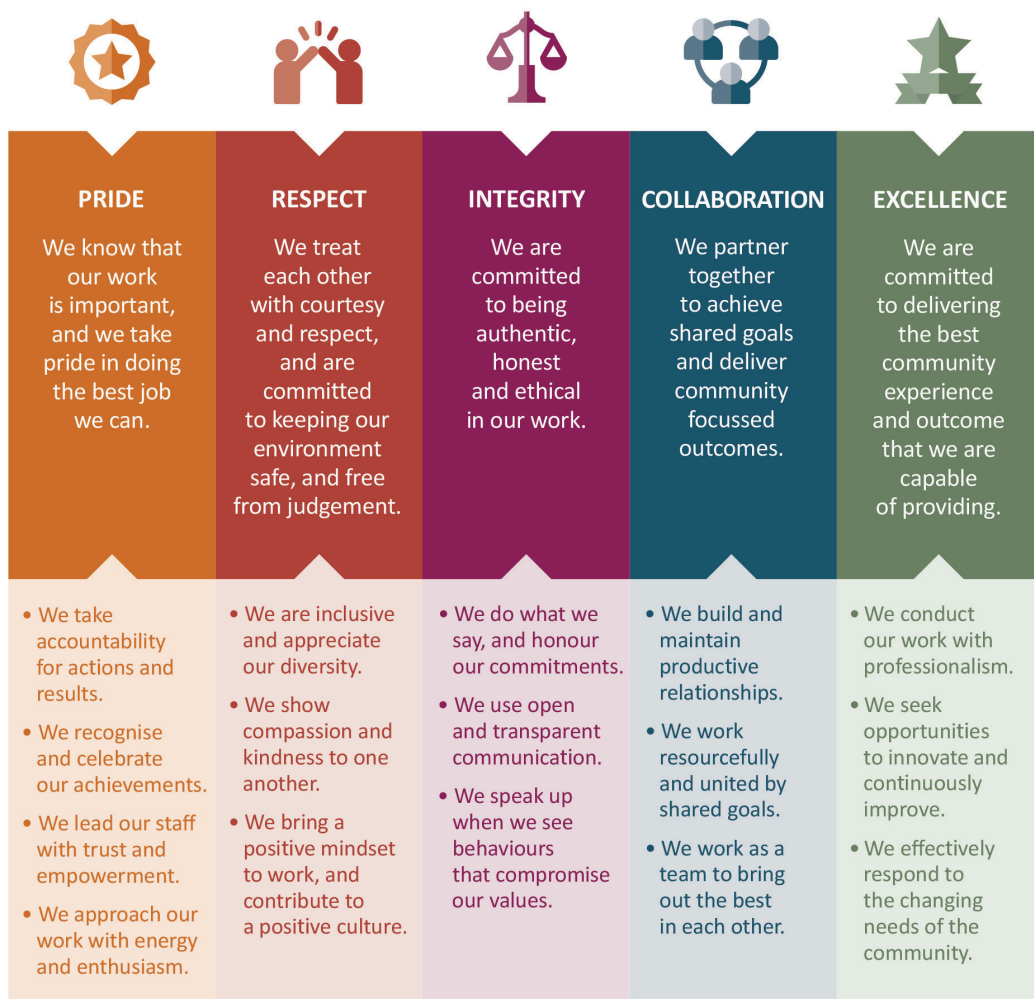 PRIDE
We know that
our work
is important,
and we take
pride in doing
the best job
we can.
• We take
accountability
for actions and
results.
• We recognise
and celebrate
our achievements.
• We lead our staff
with trust and
empowerment.
• We approach our
work with energy
and enthusiasm.
RESPECT
We treat
each other
with courtesy
and respect,
and are
committed
to keeping our
environment
safe, and free
from judgement.
• We are inclusive
and appreciate
our diversity.
• We show
compassion and
kindness to one
another.
• We bring a
positive mindset
to work, and
contribute to
a positive culture.
INTEGRITY
We are
committed
to being
authentic,
honest
and ethical
in our work.
• We do what we
say, and honour
our commitments.
• We use open
and transparent
communication.
• We speak up
when we see
behaviours
that compromise
our values.
COLLABORATION
We partner
together
to achieve
shared goals
and deliver
community
focussed
outcomes.
• We build and
maintain
productive
relationships.
• We work
resourcefully
and united by
shared goals.
• We work as a
team to bring
out the best
in each other.
EXCELLENCE
We are
committed
to delivering
the best
community
experience
and outcome
that we are
capable
of providing.
• We conduct
our work with
professionalism.
• We seek
opportunities
to innovate and
continuously
improve.
• We effectively
respond to
the changing
needs of the
community.